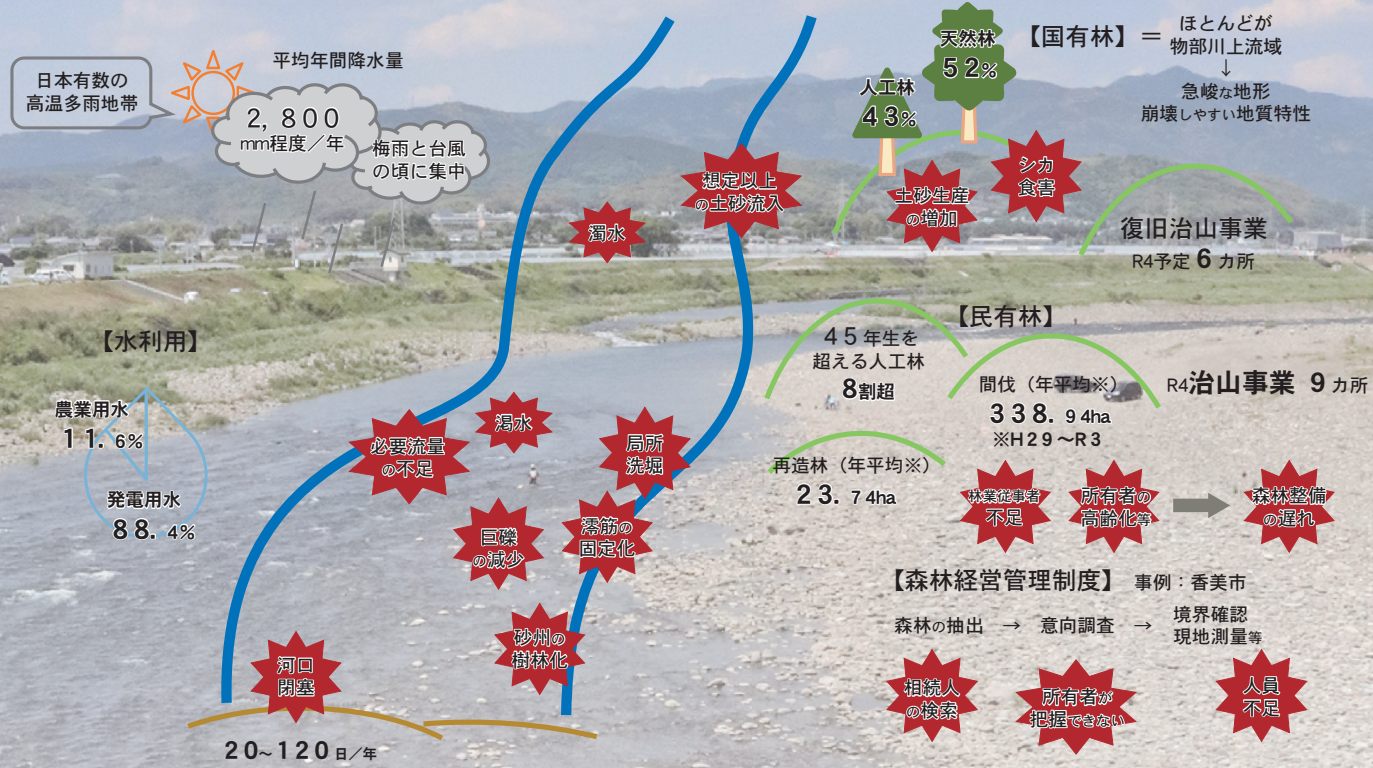 日本有数の
高温多雨地帯
平均年間降水量
2,800
mm程度／年
梅雨と台風
の頃に集中
【水利用】
農業用水
11.6%
発電用水
88.4%
濁水
想定以上
の土砂流入
必要流量
の不足
渇水
局所
洗堀
巨礫
の減少
澪筋の
固定化
砂州の
樹林化
河口
閉塞
20～120日／年
天然林
52%
人工林
43%
【国有林】＝
ほとんどが
物部川上流域
↓
急峻な地形
崩壊しやすい地質特性
土砂生産
の増加
シカ
食害
復旧治山事業
R4予定 6 カ所
【民有林】
45年生を
超える人工林
8割超
間伐（年平均※）
338.94ha
※H29～R3
R4治山事業 9 カ所
再造林（年平均※）
23.74ha
林業従事者
不足
所有者の
高齢化等
森林整備
の遅れ
【森林経営管理制度】 事例：香美市
森林の抽出 → 意向調査 → 境界確認
現地測量等
相続人
の検索
所有者が
把握できない
人員
不足